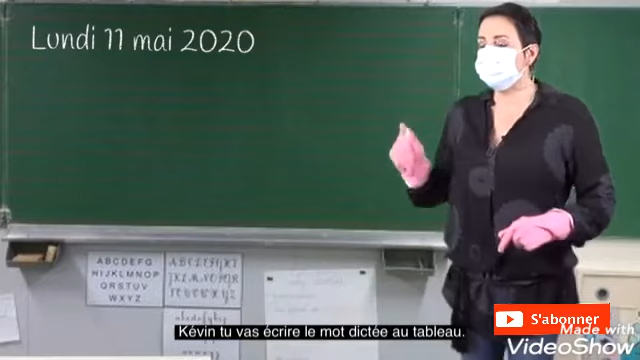 Lundi 11 mai 2020
ABCDEFG
HIJKLMNOP
QRSTUV
WXYZ
Kévin tu vas écrire le mot dictée au tableau.
S'abonner
Made with
VideoShow